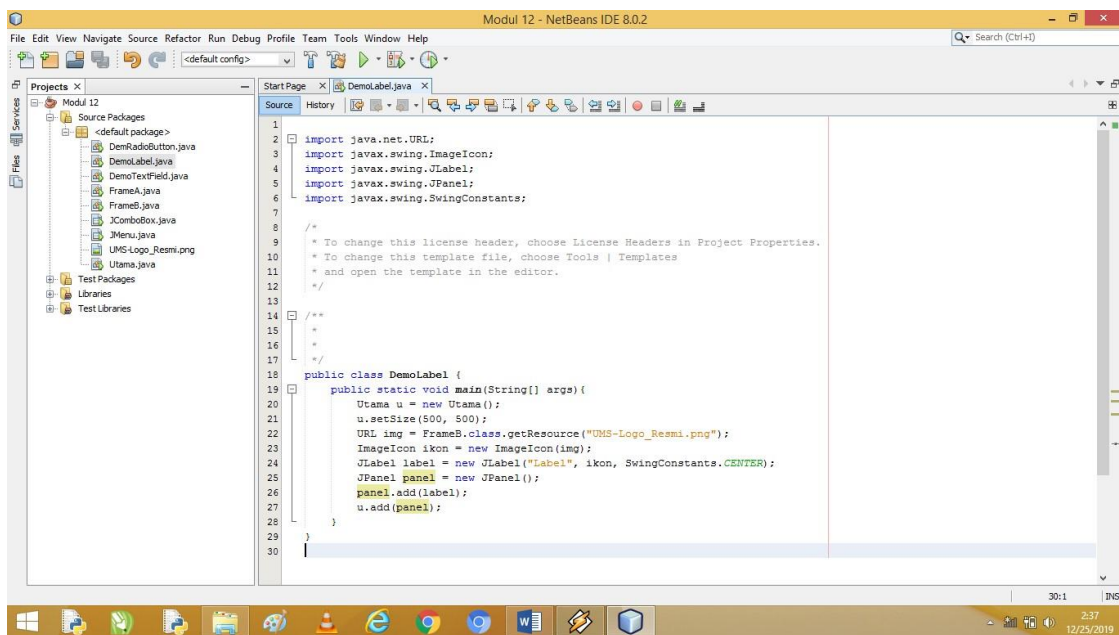 Modul 12 - NetBeans IDE 8.0.2
File Edit View Navigate Source Refactor Run Debug Profile Team Tools Window Help
Search (Ctrl+I)
<default config>
Projects
Start Page
DemoLabel.java
Services
Files
Source History
Modul 12
Source Packages
<default package>
DemRadioButton.java
DemoLabel.java
DemoTextField.java
FrameA.java
FrameB.java
JComboBox.java
JMenu.java
UMS-Logo_Resmi.png
Utama.java
Test Packages
Libraries
Test Libraries
1
2 import java.net.URL;
3 import javax.swing.ImageIcon;
4 import javax.swing.JLabel;
5 import javax.swing.JPanel;
6 import javax.swing.SwingConstants;
7
8 /*
9 * To change this license header, choose License Headers in Project Properties.
10 * To change this template file, choose Tools | Templates
11 * and open the template in the editor.
12 */
13
14 /**
15 *
16 *
17 */
18 public class DemoLabel {
19 public static void main(String[] args){
20 Utama u = new Utama();
21 u.setSize(500, 500);
22 URL img = FrameB.class.getResource("UMS-Logo_Resmi.png");
23 ImageIcon ikon = new ImageIcon(img);
24 JLabel label = new JLabel("Label", ikon, SwingConstants.CENTER);
25 JPanel panel = new JPanel();
26 panel.add(label);
27 u.add(panel);
28 }
29 }
30
30:1 INS
2:37
12/25/2019